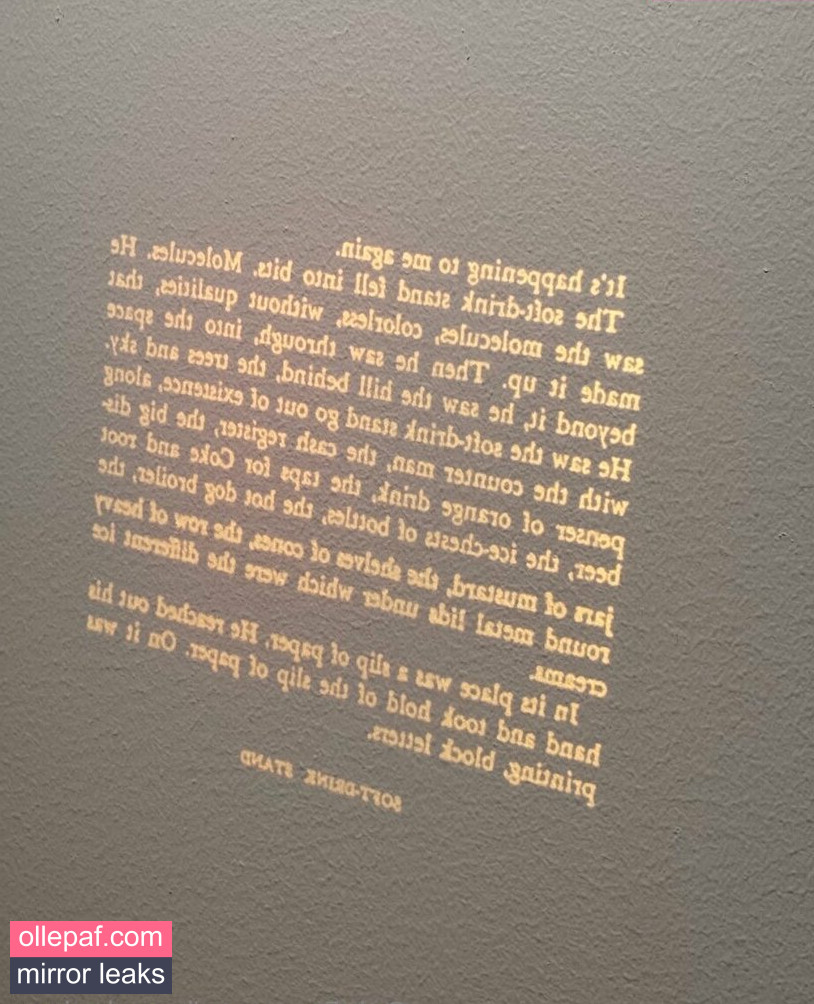 It's happening to me again.
The soft-drink stand fell into bits. Molecules. He
saw the molecules, colorless, without qualities, that
made it up. Then he saw through, into the space
beyond it, he saw the hill behind, the trees and sky.
He saw the soft-drink stand go out of existence, along
with the counter man, the cash register, the big dis-
penser of orange drink, the taps for Coke and root
beer, the ice-chests of bottles, the hot dog broiler, the
jars of mustard, the shelves of cones, the row of heavy
round metal lids under which were the different ice
creams.
In its place was a slip of paper. He reached out his
hand and took hold of the slip of paper. On it was
printing, block letters.
SOFT-DRINK STAND
ollepaf.com
mirror leaks